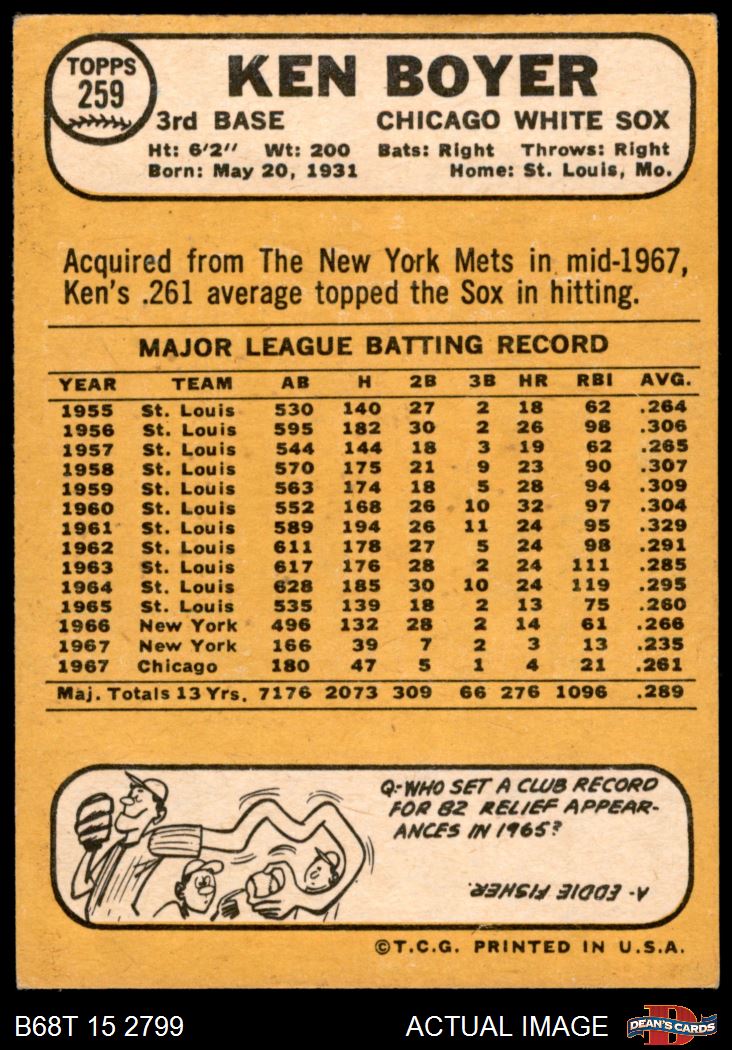 TOPPS
259
KEN BOYER
3rd BASE CHICAGO WHITE SOX
Ht: 6'2" Wt: 200 Bats: Right Throws: Right
Born: May 20, 1931 Home: St. Louis, Mo.
Acquired from The New York Mets in mid-1967,
Ken's .261 average topped the Sox in hitting.
MAJOR LEAGUE BATTING RECORD
YEAR TEAM AB H 2B 3B HR RBI AVG.
1955 St. Louis 530 140 27 2 18 62 .264
1956 St. Louis 595 182 30 2 26 98 .306
1957 St. Louis 544 144 18 3 19 62 .265
1958 St. Louis 570 175 21 9 23 90 .307
1959 St. Louis 563 174 18 5 28 94 .309
1960 St. Louis 552 168 26 10 32 97 .304
1961 St. Louis 589 194 26 11 24 95 .329
1962 St. Louis 611 178 27 5 24 98 .291
1963 St. Louis 617 176 28 2 24 111 .285
1964 St. Louis 628 185 30 10 24 119 .295
1965 St. Louis 535 139 18 2 13 75 .260
1966 New York 496 132 28 2 14 61 .266
1967 New York 166 39 7 2 3 13 .235
1967 Chicago 180 47 5 1 4 21 .261
Maj. Totals 13 Yrs. 7176 2073 309 66 276 1096 .289
Q-WHO SET A CLUB RECORD
FOR 82 RELIEF APPEAR-
ANCES IN 1965?
A- EDDIE FISHER.
©T.C.G. PRINTED IN U.S.A.
B68T 15 2799 ACTUAL IMAGE
D
DEAN'S CARDS